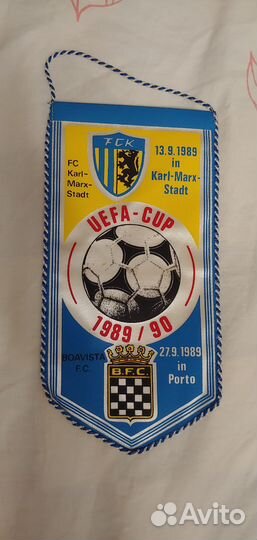 FCK
FC
Karl-
Marx-
Stadt
13.9.1989
in
Karl-Marx-
Stadt
UEFA-CUP
1989/90
BOAVISTA
F.C.
27.9.1989
in
Porto
B.F.C.
Avito